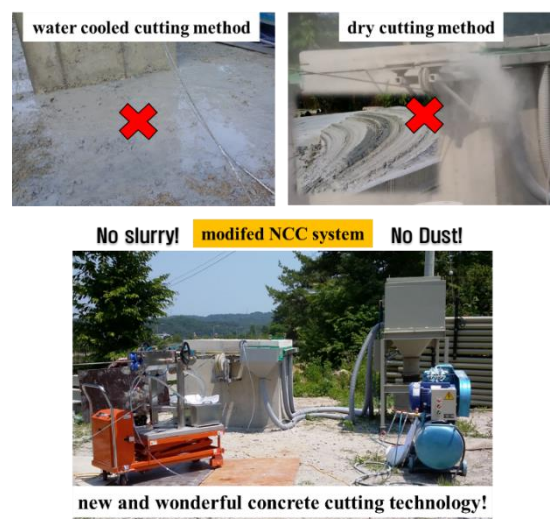 water cooled cutting method
dry cutting method
No slurry!
modifed NCC system
No Dust!
new and wonderful concrete cutting technology!